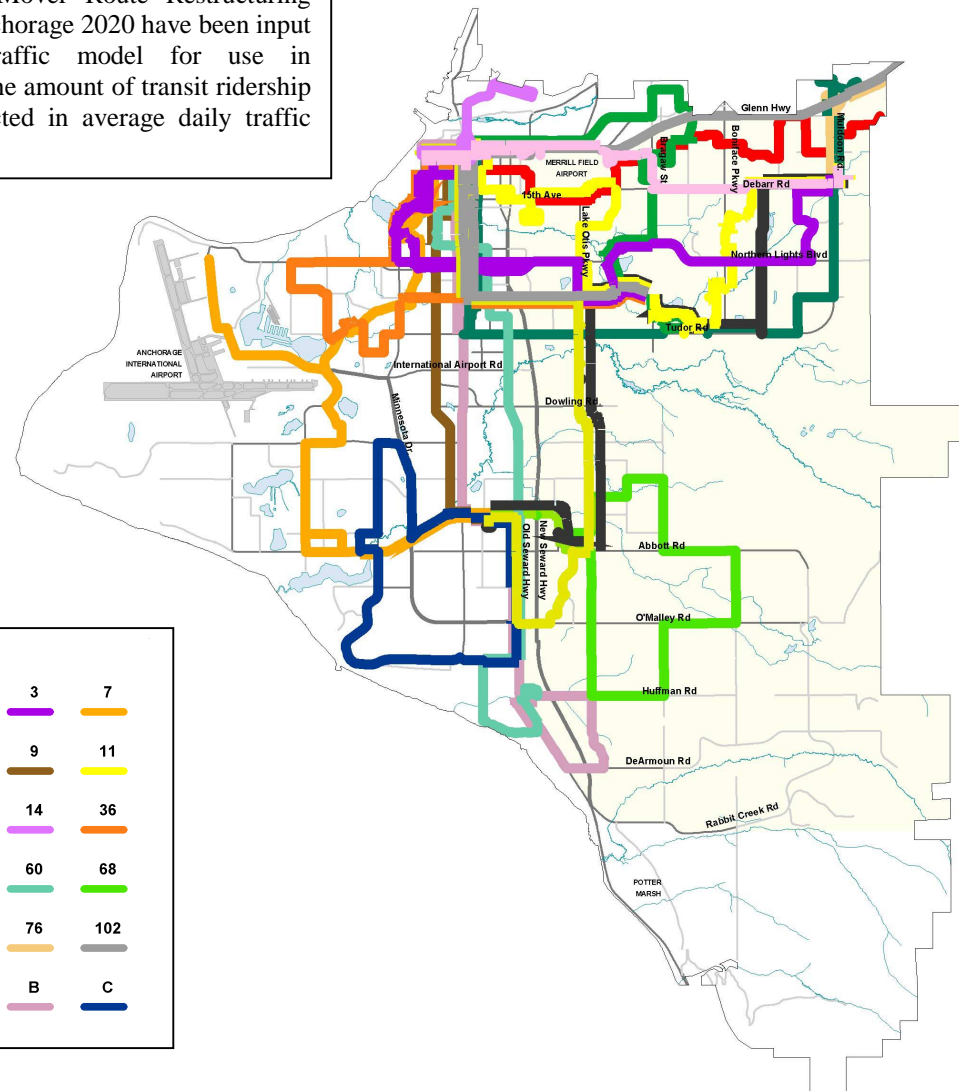 Mover Route Restructuring
chorage 2020 have been input
raffic model for use in
ne amount of transit ridership
cted in average daily traffic
Glenn Hwy
Muldoon Rd.
Boniface Pkwy
Bragaw St
MERRILL FIELD
AIRPORT
Debarr Rd
15th Ave
Lake Otis Pkwy
Northern Lights Blvd
Tudor Rd
ANCHORAGE
INTERNATIONAL
AIRPORT
International Airport Rd
Minnesota Dr.
Dowling Rd
Old Seward Hwy
New Seward Hwy
Abbott Rd
O'Malley Rd
Huffman Rd
DeArmoun Rd
Rabbit Creek Rd
POTTER
MARSH
3 7
9 11
14 36
60 68
76 102
B C